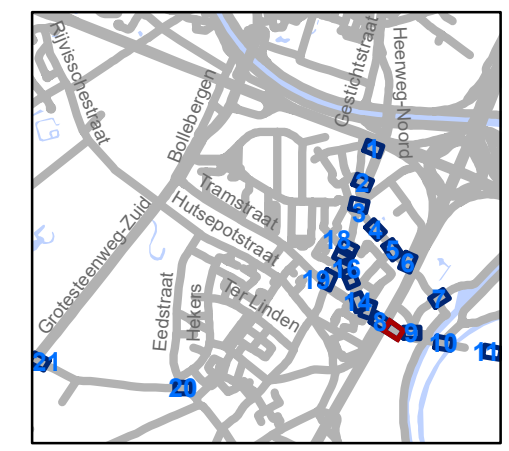 Rijvisschestraat
Bollebergen
Gestichtstraat
Heerweg-Noord
Tramstraat
Hutsepotstraat
Grotesteenweg-Zuid
Eedstraat
Hekers
Ter Linden
1
2
3
4
5
6
7
18
16
19
14
8
9
10
11
20
21